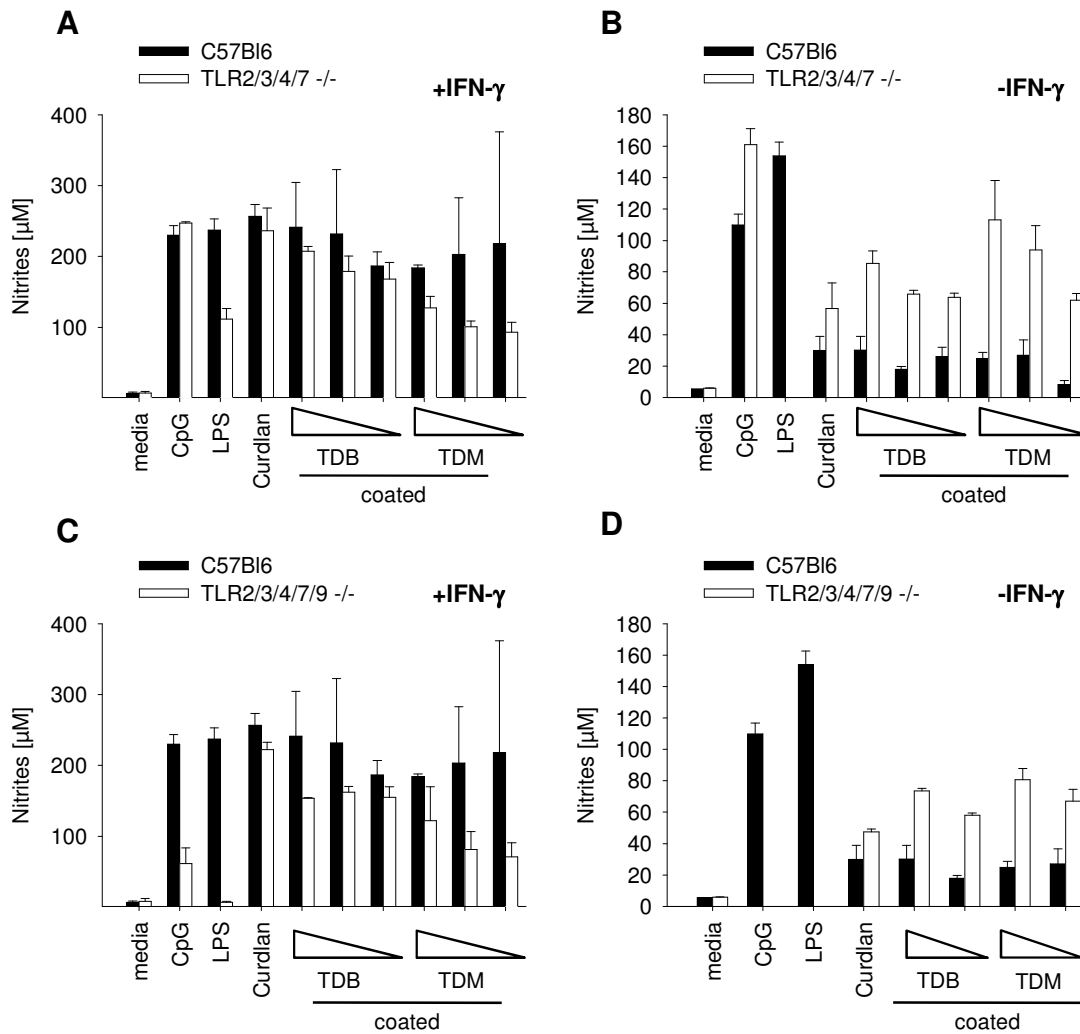 A
C57Bl6
TLR2/3/4/7 -/-
+IFN-γ
400
300
200
100
Nitrites [µM]
media
CpG
LPS
Curdlan
TDB
TDM
coated
B
C57Bl6
TLR2/3/4/7 -/-
-IFN-γ
180
160
140
120
100
80
60
40
20
0
Nitrites [µM]
media
CpG
LPS
Curdlan
TDB
TDM
coated
C
C57Bl6
TLR2/3/4/7/9 -/-
+IFN-γ
400
300
200
100
Nitrites [µM]
media
CpG
LPS
Curdlan
TDB
TDM
coated
D
C57Bl6
TLR2/3/4/7/9 -/-
-IFN-γ
180
160
140
120
100
80
60
40
20
0
Nitrites [µM]
media
CpG
LPS
Curdlan
TDB
TDM
coated